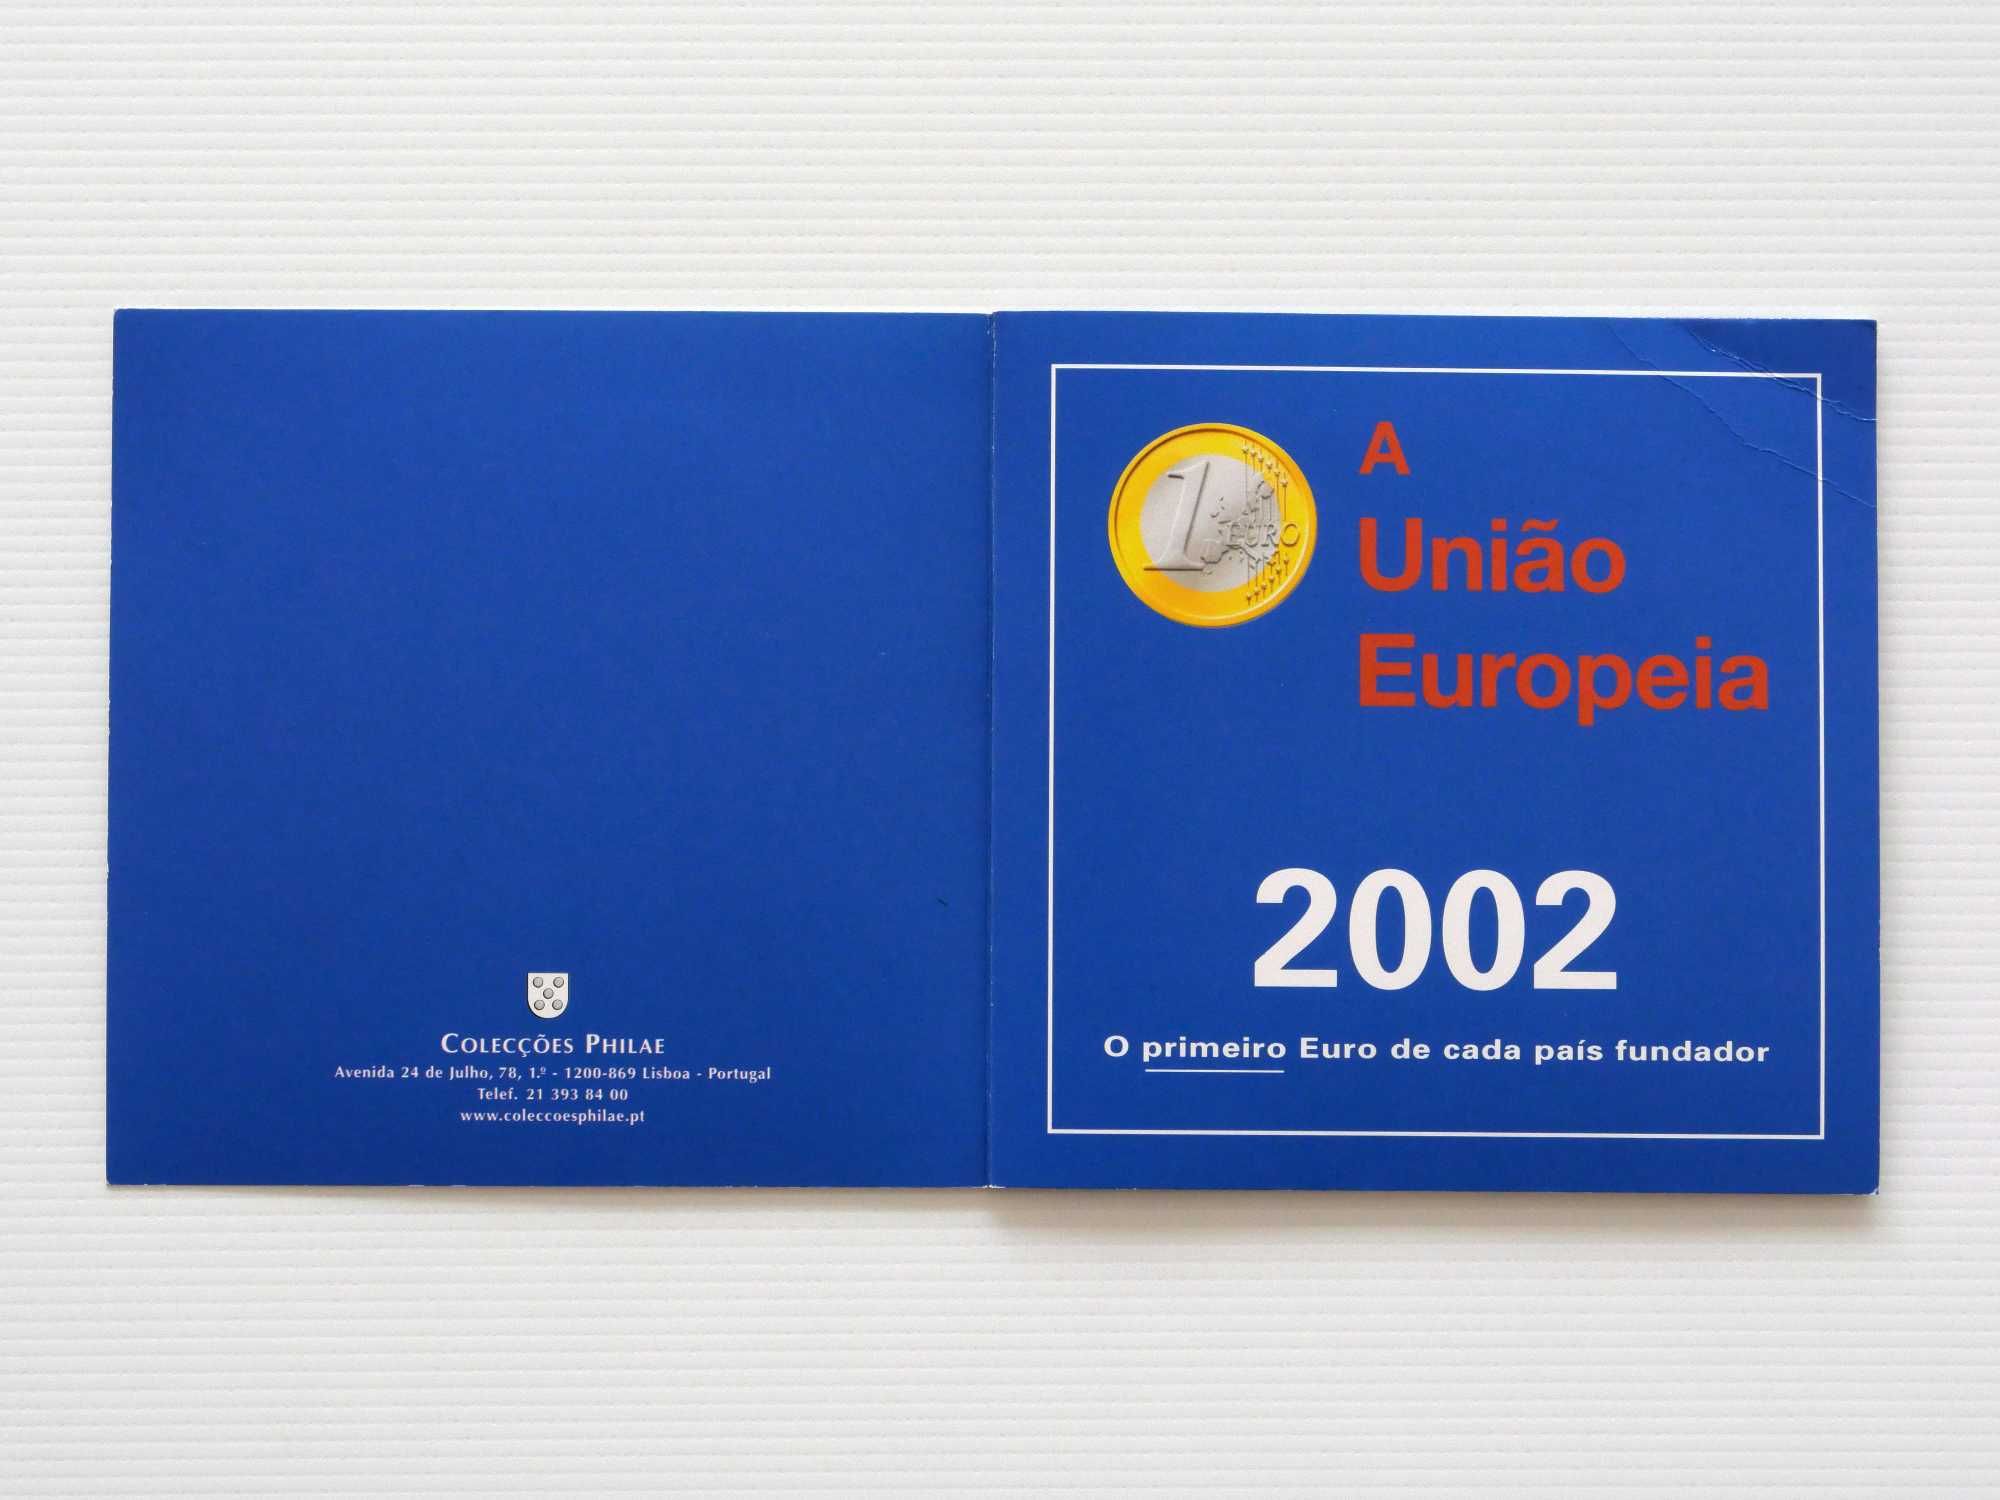 COLECÇÕES PHILAE
Avenida 24 de Julho, 78, 1.º - 1200-869 Lisboa - Portugal
Telef. 21 393 84 00
www.coleccoesphilae.pt
1
EURO
A
União
Europeia
2002
O primeiro Euro de cada país fundador